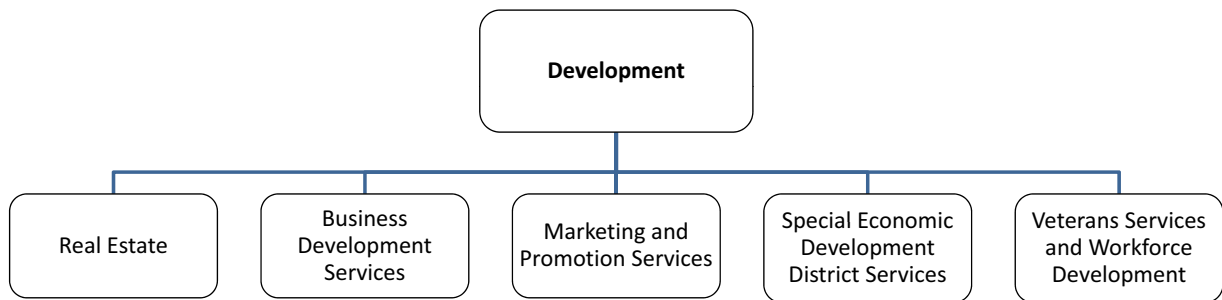 Development
Real Estate
Business
Development
Services
Marketing and
Promotion Services
Special Economic
Development
District Services
Veterans Services
and Workforce
Development